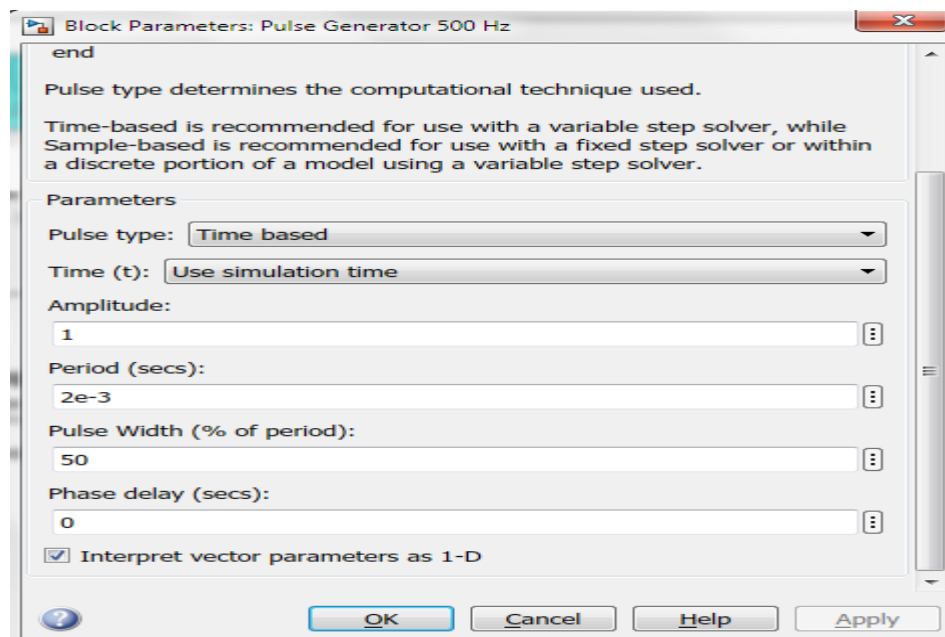 Block Parameters: Pulse Generator 500 Hz
end
Pulse type determines the computational technique used.
Time-based is recommended for use with a variable step solver, while
Sample-based is recommended for use with a fixed step solver or within
a discrete portion of a model using a variable step solver.
Parameters
Pulse type: Time based
Time (t): Use simulation time
Amplitude:
1
Period (secs):
2e-3
Pulse Width (% of period):
50
Phase delay (secs):
0
Interpret vector parameters as 1-D
OK Cancel Help Apply